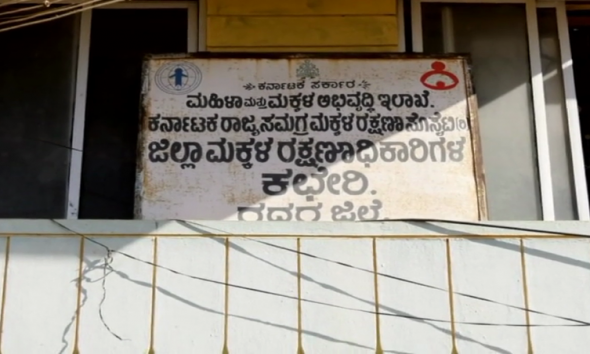 ಕರ್ನಾಟಕ ಸರ್ಕಾರ
ಮಹಿಳಾ ಮತ್ತು ಮಕ್ಕಳ ಅಭಿವೃದ್ಧಿ ಇಲಾಖೆ.
ಕರ್ನಾಟಕ ರಾಜ್ಯ ಸಮಗ್ರ ಮಕ್ಕಳ ರಕ್ಷಣಾ ಸೊಸೈಟಿ(ರಿ)
ಜಿಲ್ಲಾ ಮಕ್ಕಳ ರಕ್ಷಣಾಧಿಕಾರಿಗಳ
ಕಛೇರಿ.
ಜಿಲ್ಲೆ.